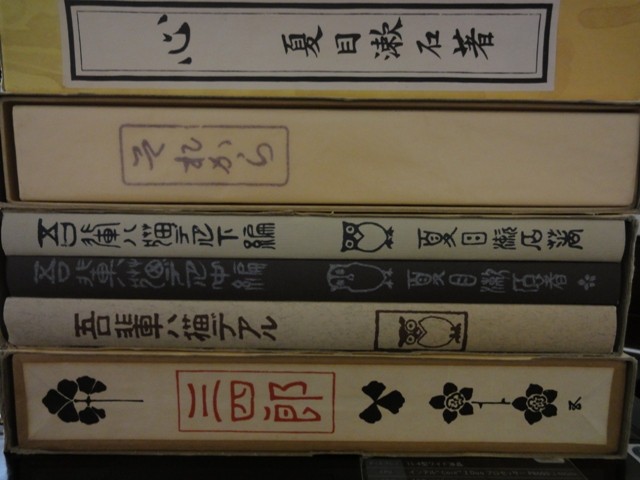 心 夏目漱石著
それから
吾輩ハ猫デアル下編 夏目漱石著
吾輩ハ猫デアル中編 夏目漱石著
吾輩ハ猫デアル
三四郎